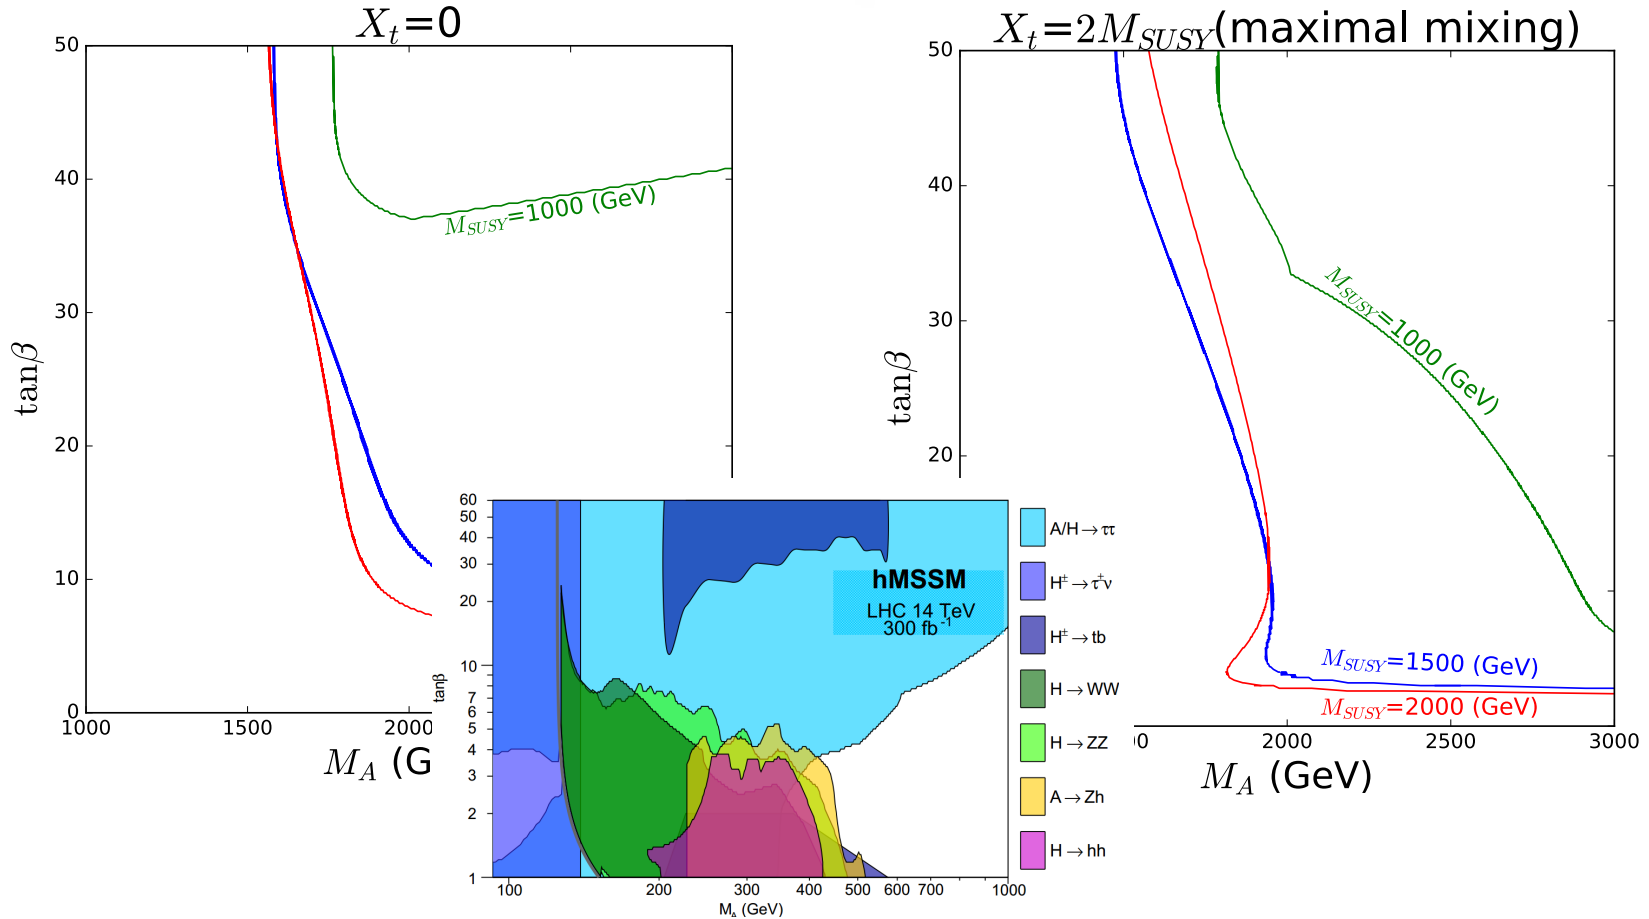 X_t=0
50
40
30
20
10
0
tanβ
M_SUSY=1000 (GeV)
1000
1500
2000
M_A (G
X_t=2M_SUSY(maximal mixing)
50
40
30
20
tanβ
M_SUSY=1000 (GeV)
M_SUSY=1500 (GeV)
M_SUSY=2000 (GeV)
00
2000
2500
3000
M_A (GeV)
60
50
40
30
20
10
7
6
5
4
3
2
1
tanβ
hMSSM
LHC 14 TeV
300 fb⁻¹
100
200
300
400
500
600
700
1000
M_A (GeV)
A/H→ττ
H±→τ⁺ν
H±→tb
H→WW
H→ZZ
A→Zh
H→hh